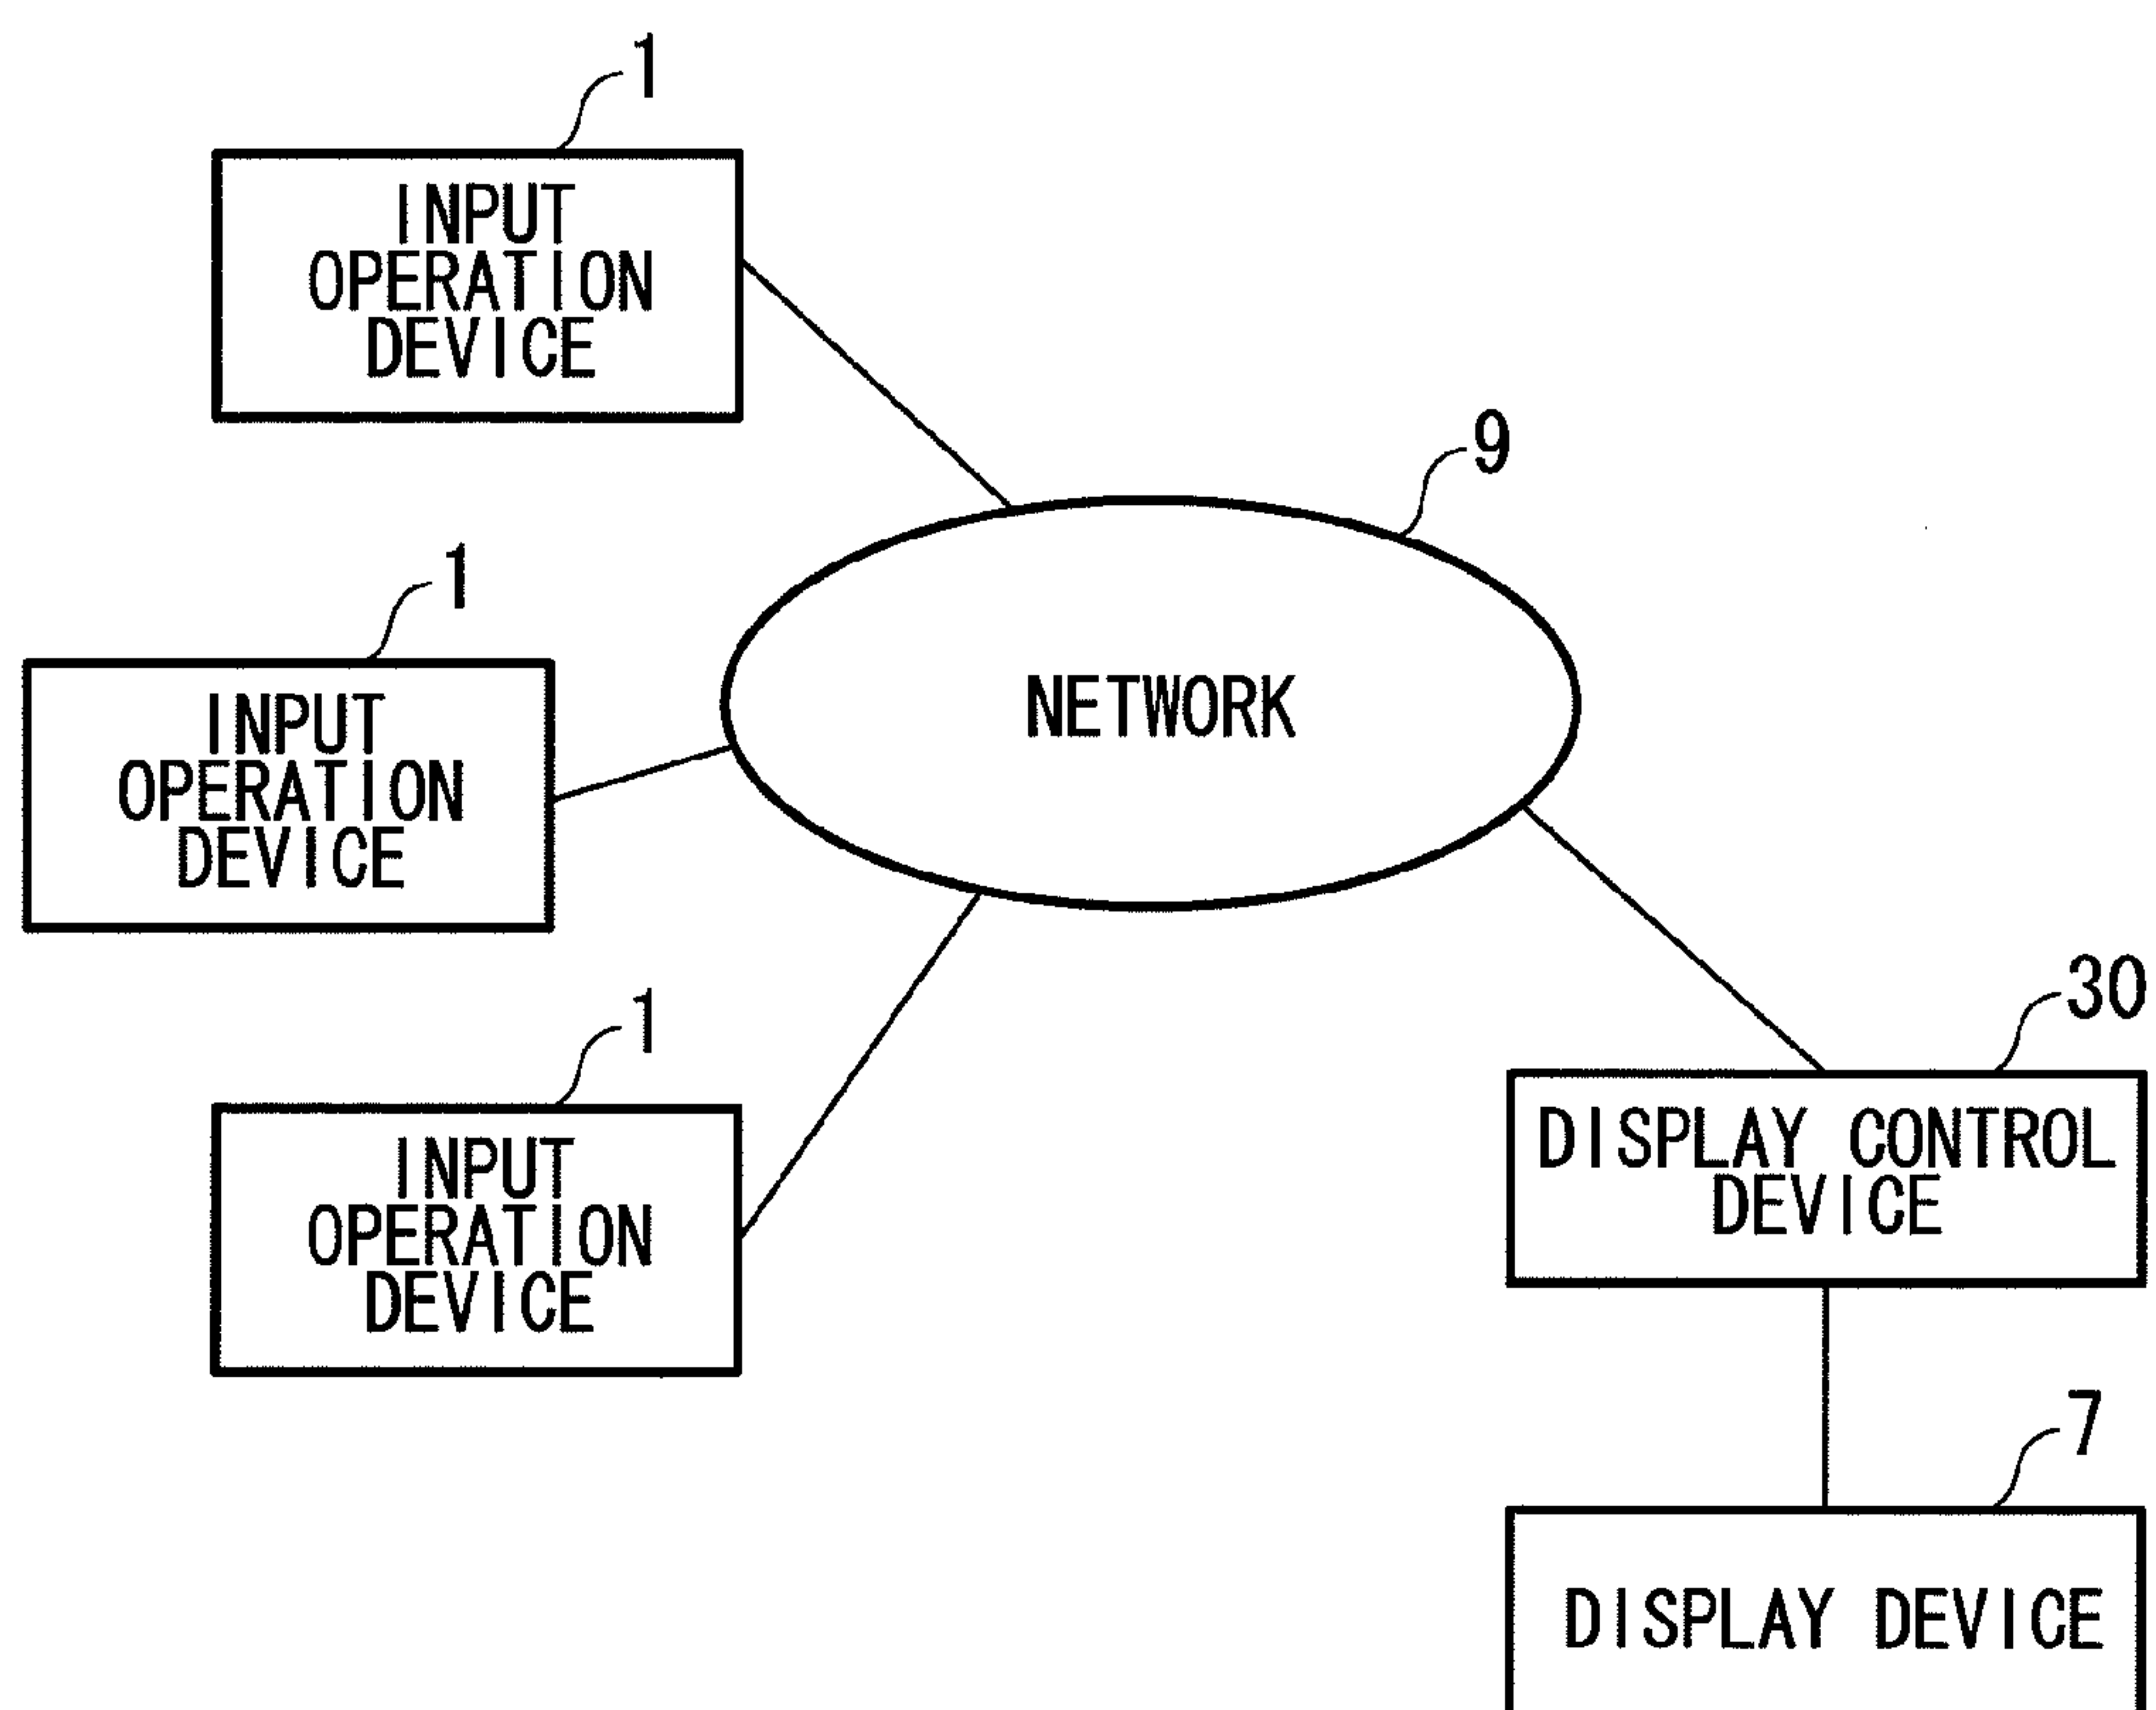 1
INPUT
OPERATION
DEVICE
9
1
NETWORK
INPUT
OPERATION
DEVICE
1
30
INPUT
OPERATION
DEVICE
DISPLAY CONTROL
DEVICE
7
DISPLAY DEVICE